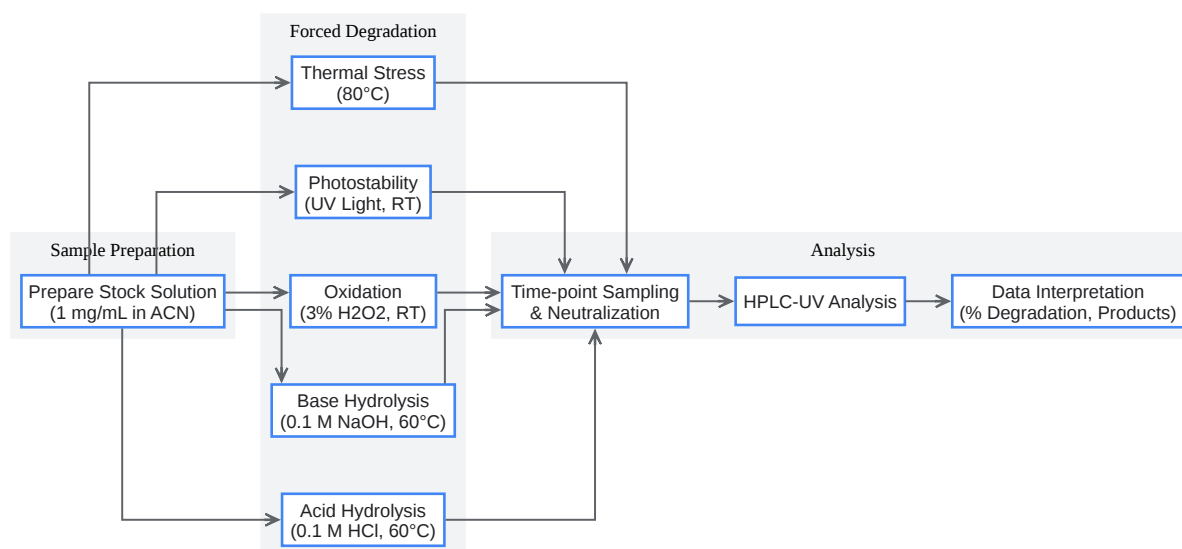 Forced Degradation
Thermal Stress
(80°C)
Photostability
(UV Light, RT)
Sample Preparation
Prepare Stock Solution
(1 mg/mL in ACN)
Oxidation
(3% H2O2, RT)
Base Hydrolysis
(0.1 M NaOH, 60°C)
Acid Hydrolysis
(0.1 M HCl, 60°C)
Analysis
Time-point Sampling
& Neutralization
HPLC-UV Analysis
Data Interpretation
(% Degradation, Products)